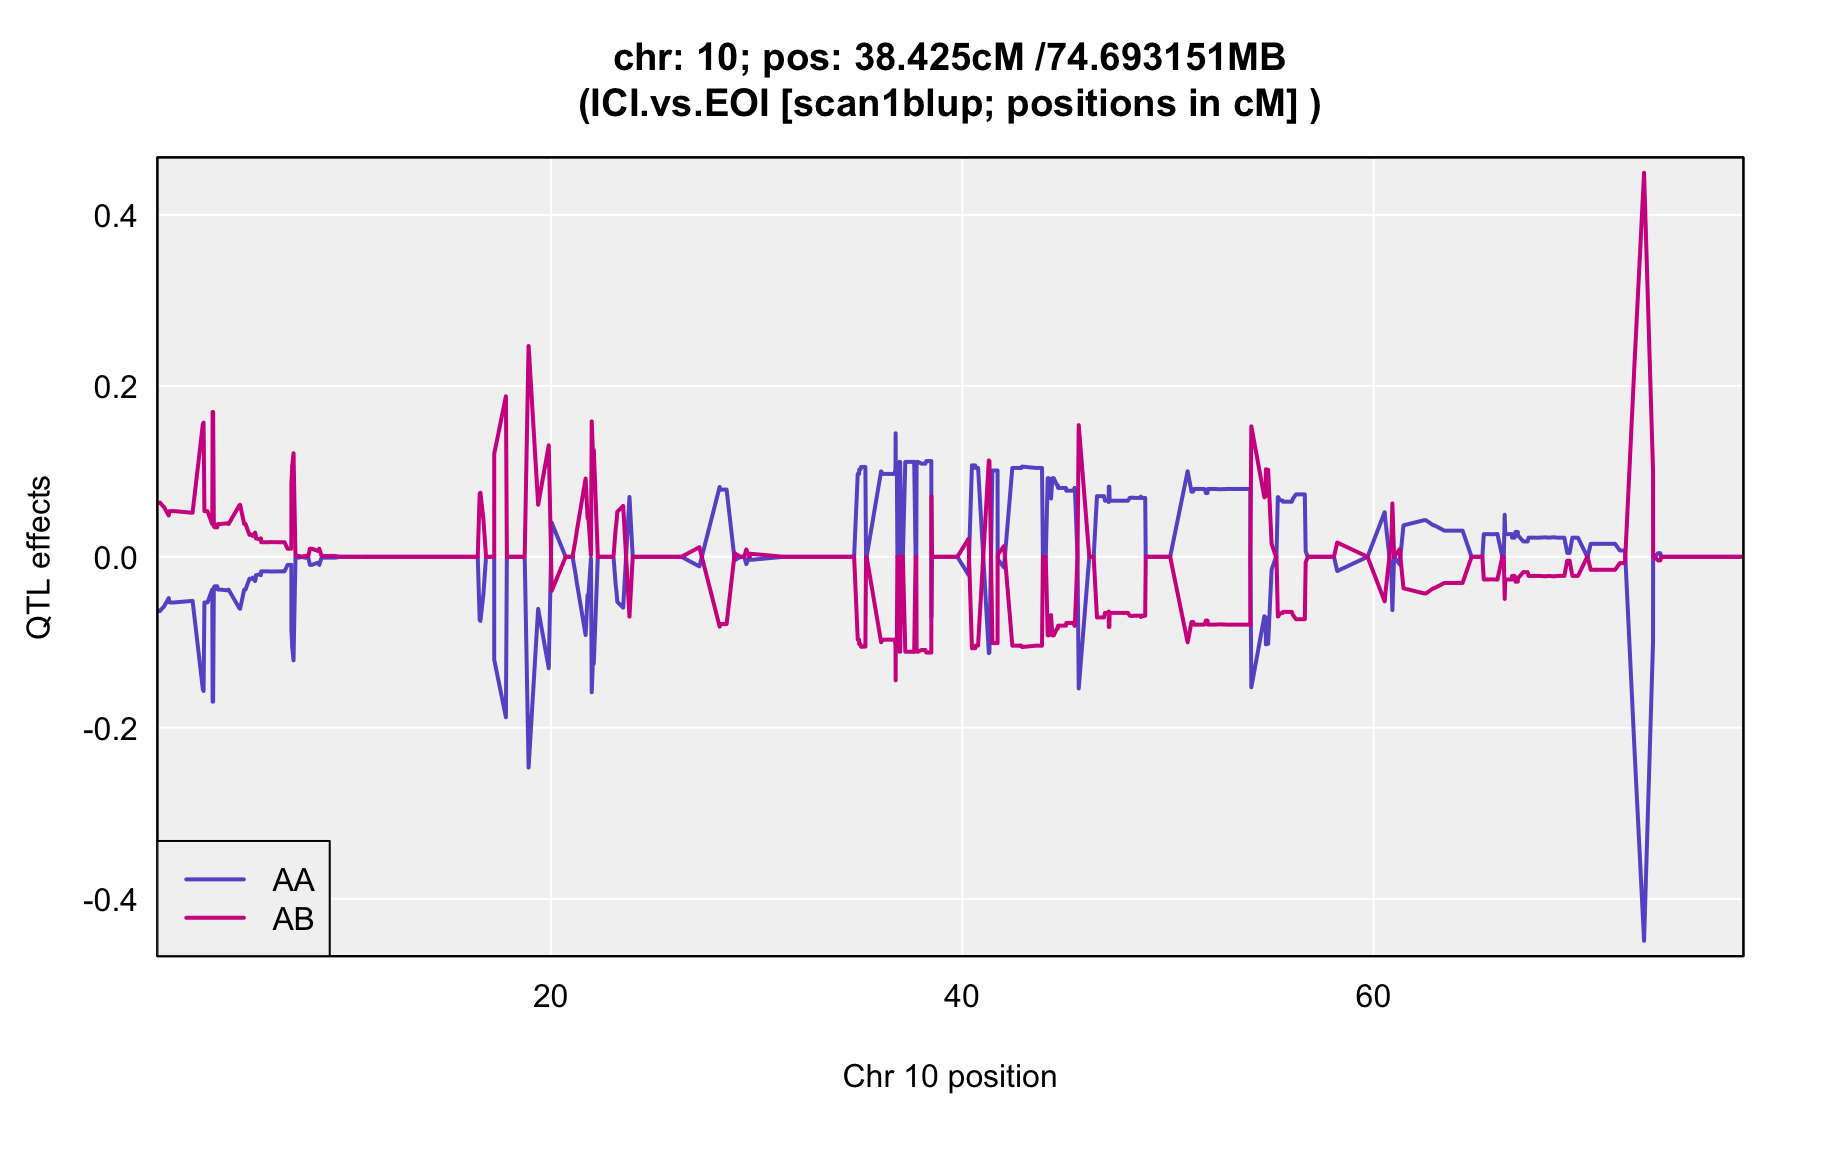 chr: 10; pos: 38.425cM /74.693151MB
(ICI.vs.EOI [scan1blup; positions in cM] )
QTL effects
0.4
0.2
0.0
-0.2
-0.4
AA
AB
20
40
60
Chr 10 position